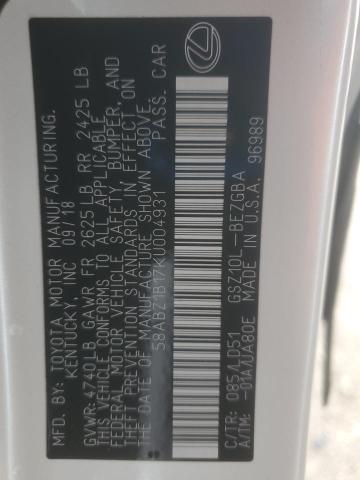 MFD. BY: TOYOTA MOTOR MANUFACTURING.
KENTUCKY, INC 09/18
GVWR: 4740LB GAWR FR 2625 LB RR 2425 LB
THIS VEHICLE CONFORMS TO ALL APPLICABLE
FEDERAL MOTOR VEHICLE SAFETY, BUMPER, AND
THEFT PREVENTION STANDARDS IN EFFECT ON
THE DATE OF MANUFACTURE SHOWN ABOVE.
58ABZ1B17KU004931 PASS. CAR
C/TR: 085/LD51 GSZ10L-BEZGBA
A/TM: -01A/UA80E MADE IN U.S.A. 96989